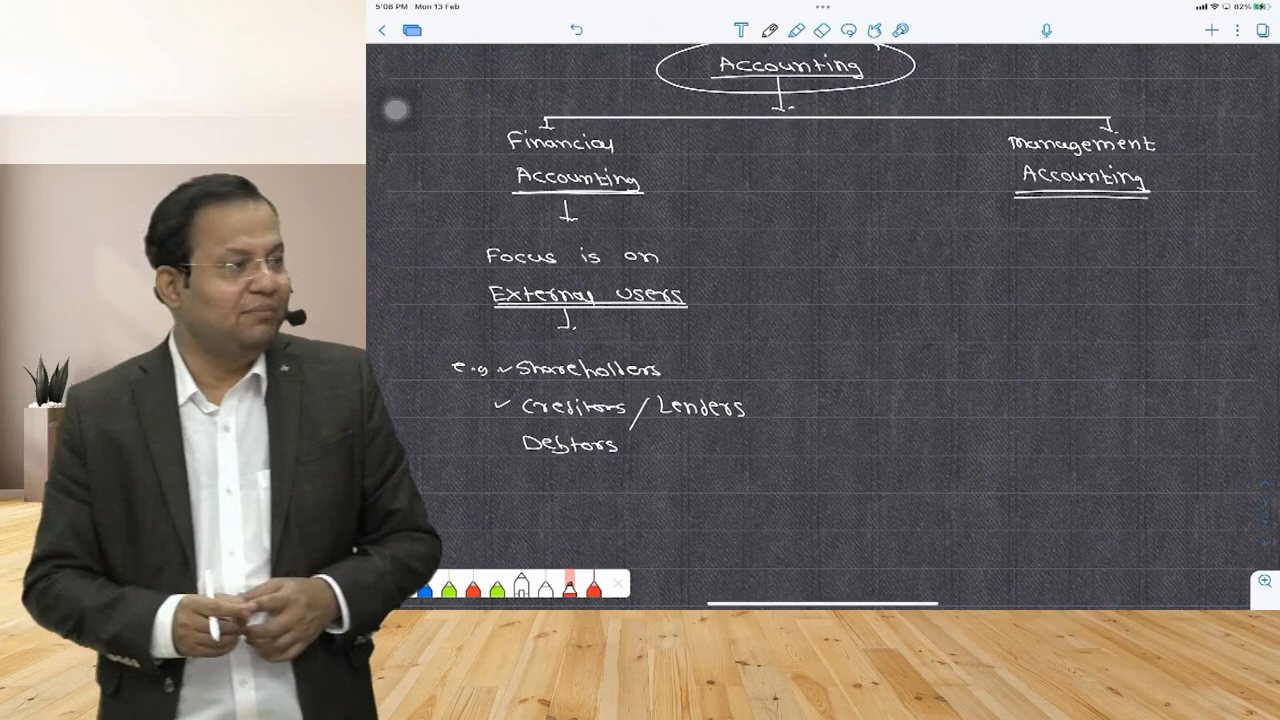 5:08 PM Mon 13 Feb
82%
Accounting
Financial
Accounting
Management
Accounting
Focus is on
External users
e.g. Shareholders
Creditors / Lenders
Debtors